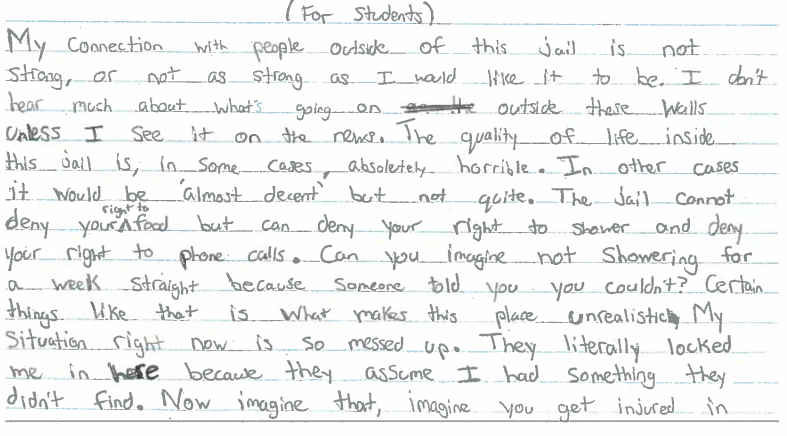 (For Students)
My Connection with people outside of this jail is not
strong, or not as strong as I would like it to be. I don't
hear much about what's going on outside these walls
unless I see it on the news. The quality of life inside
this jail is, in some cases, absolutely horrible. In other cases
it would be 'almost decent' but not quite. The Jail cannot
deny your right to food but can deny your right to shower and deny
your right to phone calls. Can you imagine not showering for
a week straight because someone told you you couldn't? Certain
things like that is what makes this place unrealistic. My
Situation right now is so messed up. They literally locked
me in here because they assume I had something they
didn't find. Now imagine that, imagine you get injured in